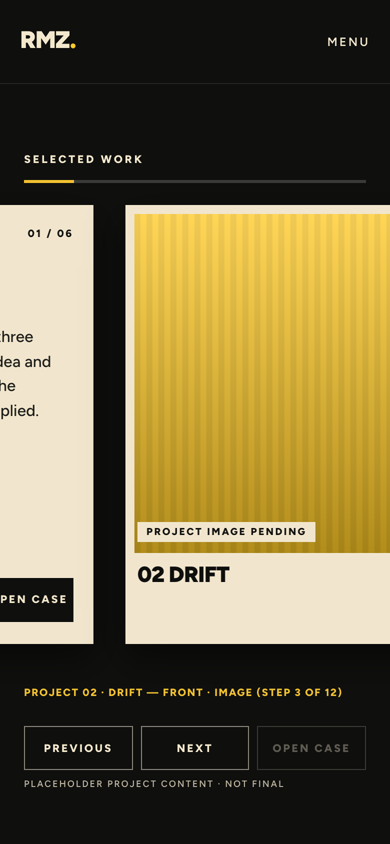 RMZ.
MENU
SELECTED WORK
01 / 06
three
dea and
he
plied.
PEN CASE
PROJECT IMAGE PENDING
02 DRIFT
PROJECT 02 · DRIFT — FRONT · IMAGE (STEP 3 OF 12)
PREVIOUS
NEXT
OPEN CASE
PLACEHOLDER PROJECT CONTENT · NOT FINAL